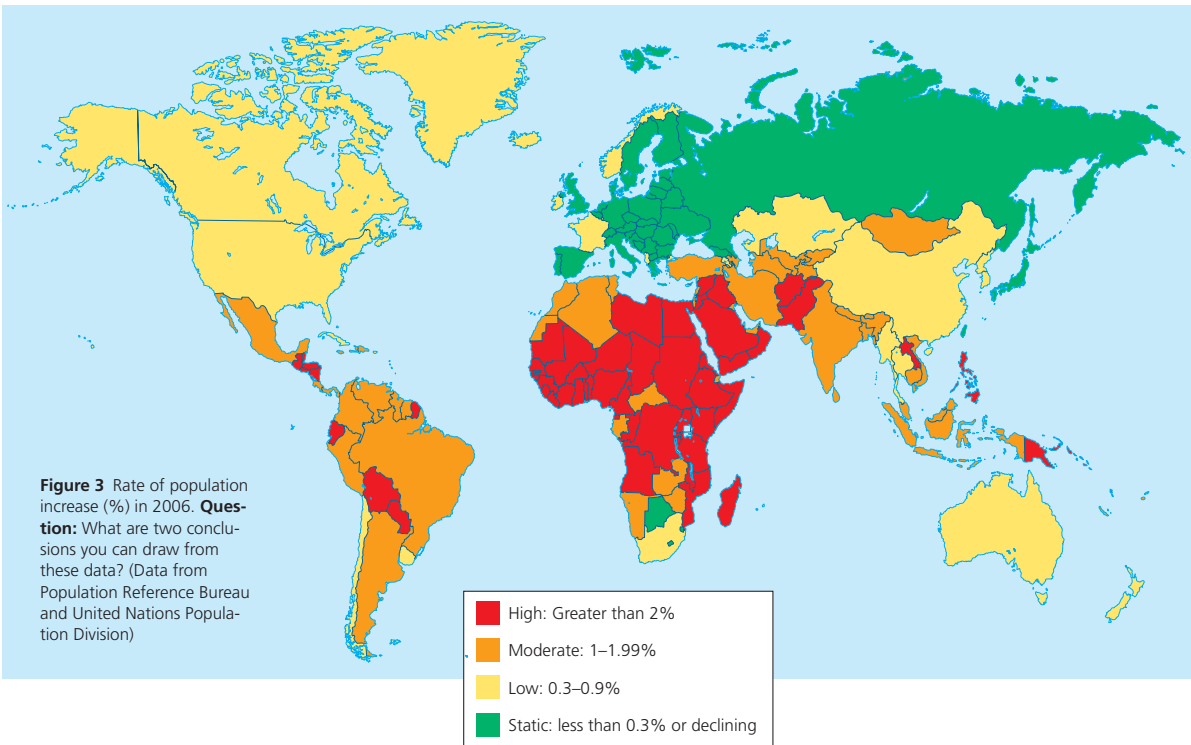 Figure 3 Rate of population
increase (%) in 2006. Ques-
tion: What are two conclu-
sions you can draw from
these data? (Data from
Population Reference Bureau
and United Nations Popula-
tion Division)
High: Greater than 2%
Moderate: 1–1.99%
Low: 0.3–0.9%
Static: less than 0.3% or declining